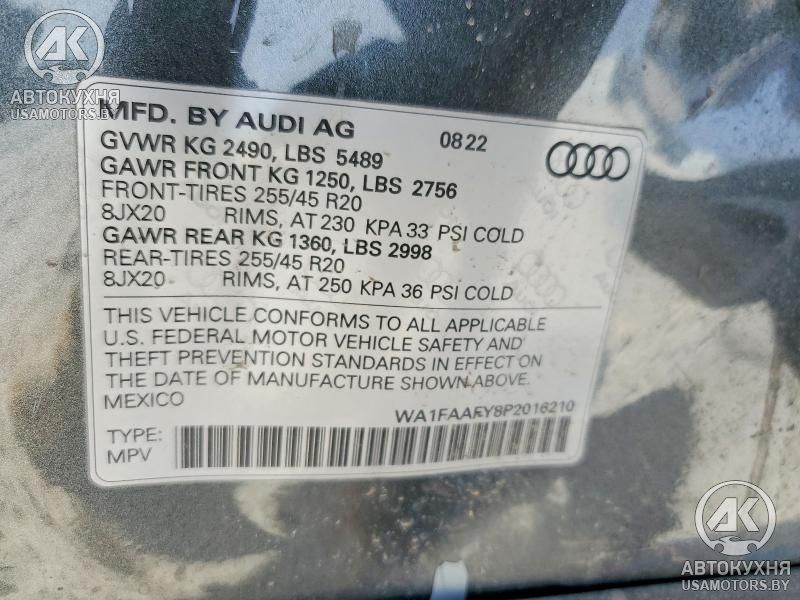 AK
АВТОКУХНЯ
USAMOTORS.BY
MFD. BY AUDI AG 0822
GVWR KG 2490, LBS 5489
GAWR FRONT KG 1250, LBS 2756
FRONT-TIRES 255/45 R20
8JX20 RIMS, AT 230 KPA 33 PSI COLD
GAWR REAR KG 1360, LBS 2998
REAR-TIRES 255/45 R20
8JX20 RIMS, AT 250 KPA 36 PSI COLD
THIS VEHICLE CONFORMS TO ALL APPLICABLE
U.S. FEDERAL MOTOR VEHICLE SAFETY AND
THEFT PREVENTION STANDARDS IN EFFECT ON
THE DATE OF MANUFACTURE SHOWN ABOVE.
MEXICO
WA1FAAFY8P2016210
TYPE:
MPV
AK
АВТОКУХНЯ
USAMOTORS.BY